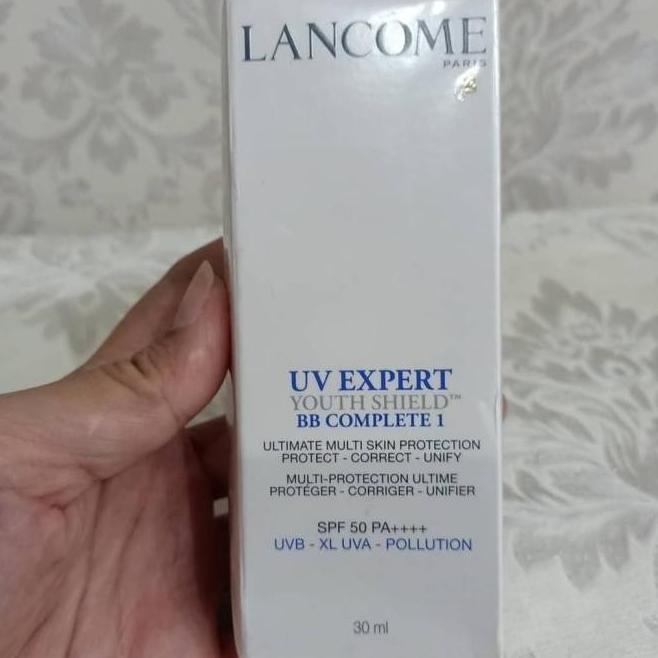 LANCOME
PARIS
UV EXPERT
YOUTH SHIELD™
BB COMPLETE 1
ULTIMATE MULTI SKIN PROTECTION
PROTECT - CORRECT - UNIFY
MULTI-PROTECTION ULTIME
PROTÉGER - CORRIGER - UNIFIER
SPF 50 PA++++
UVB - XL UVA - POLLUTION
30 ml